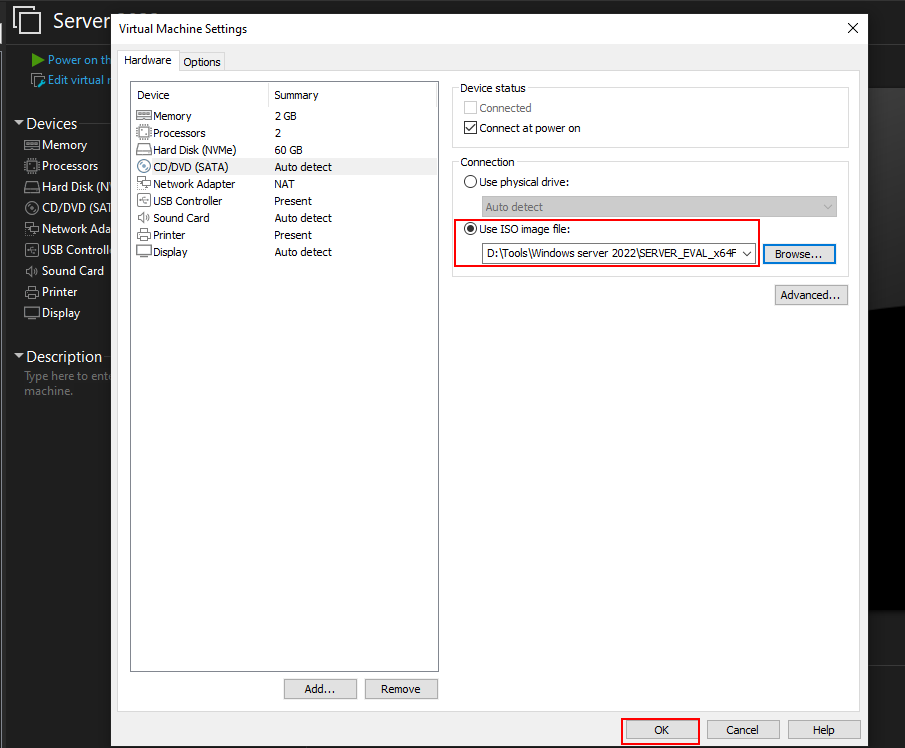 Server
Virtual Machine Settings
Power on th
Edit virtual
Devices
Memory
Processors
Hard Disk (N
CD/DVD (SAT
Network Ada
USB Controll
Sound Card
Printer
Display
Description
Type here to ente
machine.
Hardware
Options
Device Summary
Memory 2 GB
Processors 2
Hard Disk (NVMe) 60 GB
CD/DVD (SATA) Auto detect
Network Adapter NAT
USB Controller Present
Sound Card Auto detect
Printer Present
Display Auto detect
Add...
Remove
Device status
Connected
Connect at power on
Connection
Use physical drive:
Auto detect
Use ISO image file:
D:\Tools\Windows server 2022\SERVER_EVAL_x64F
Browse...
Advanced...
OK
Cancel
Help